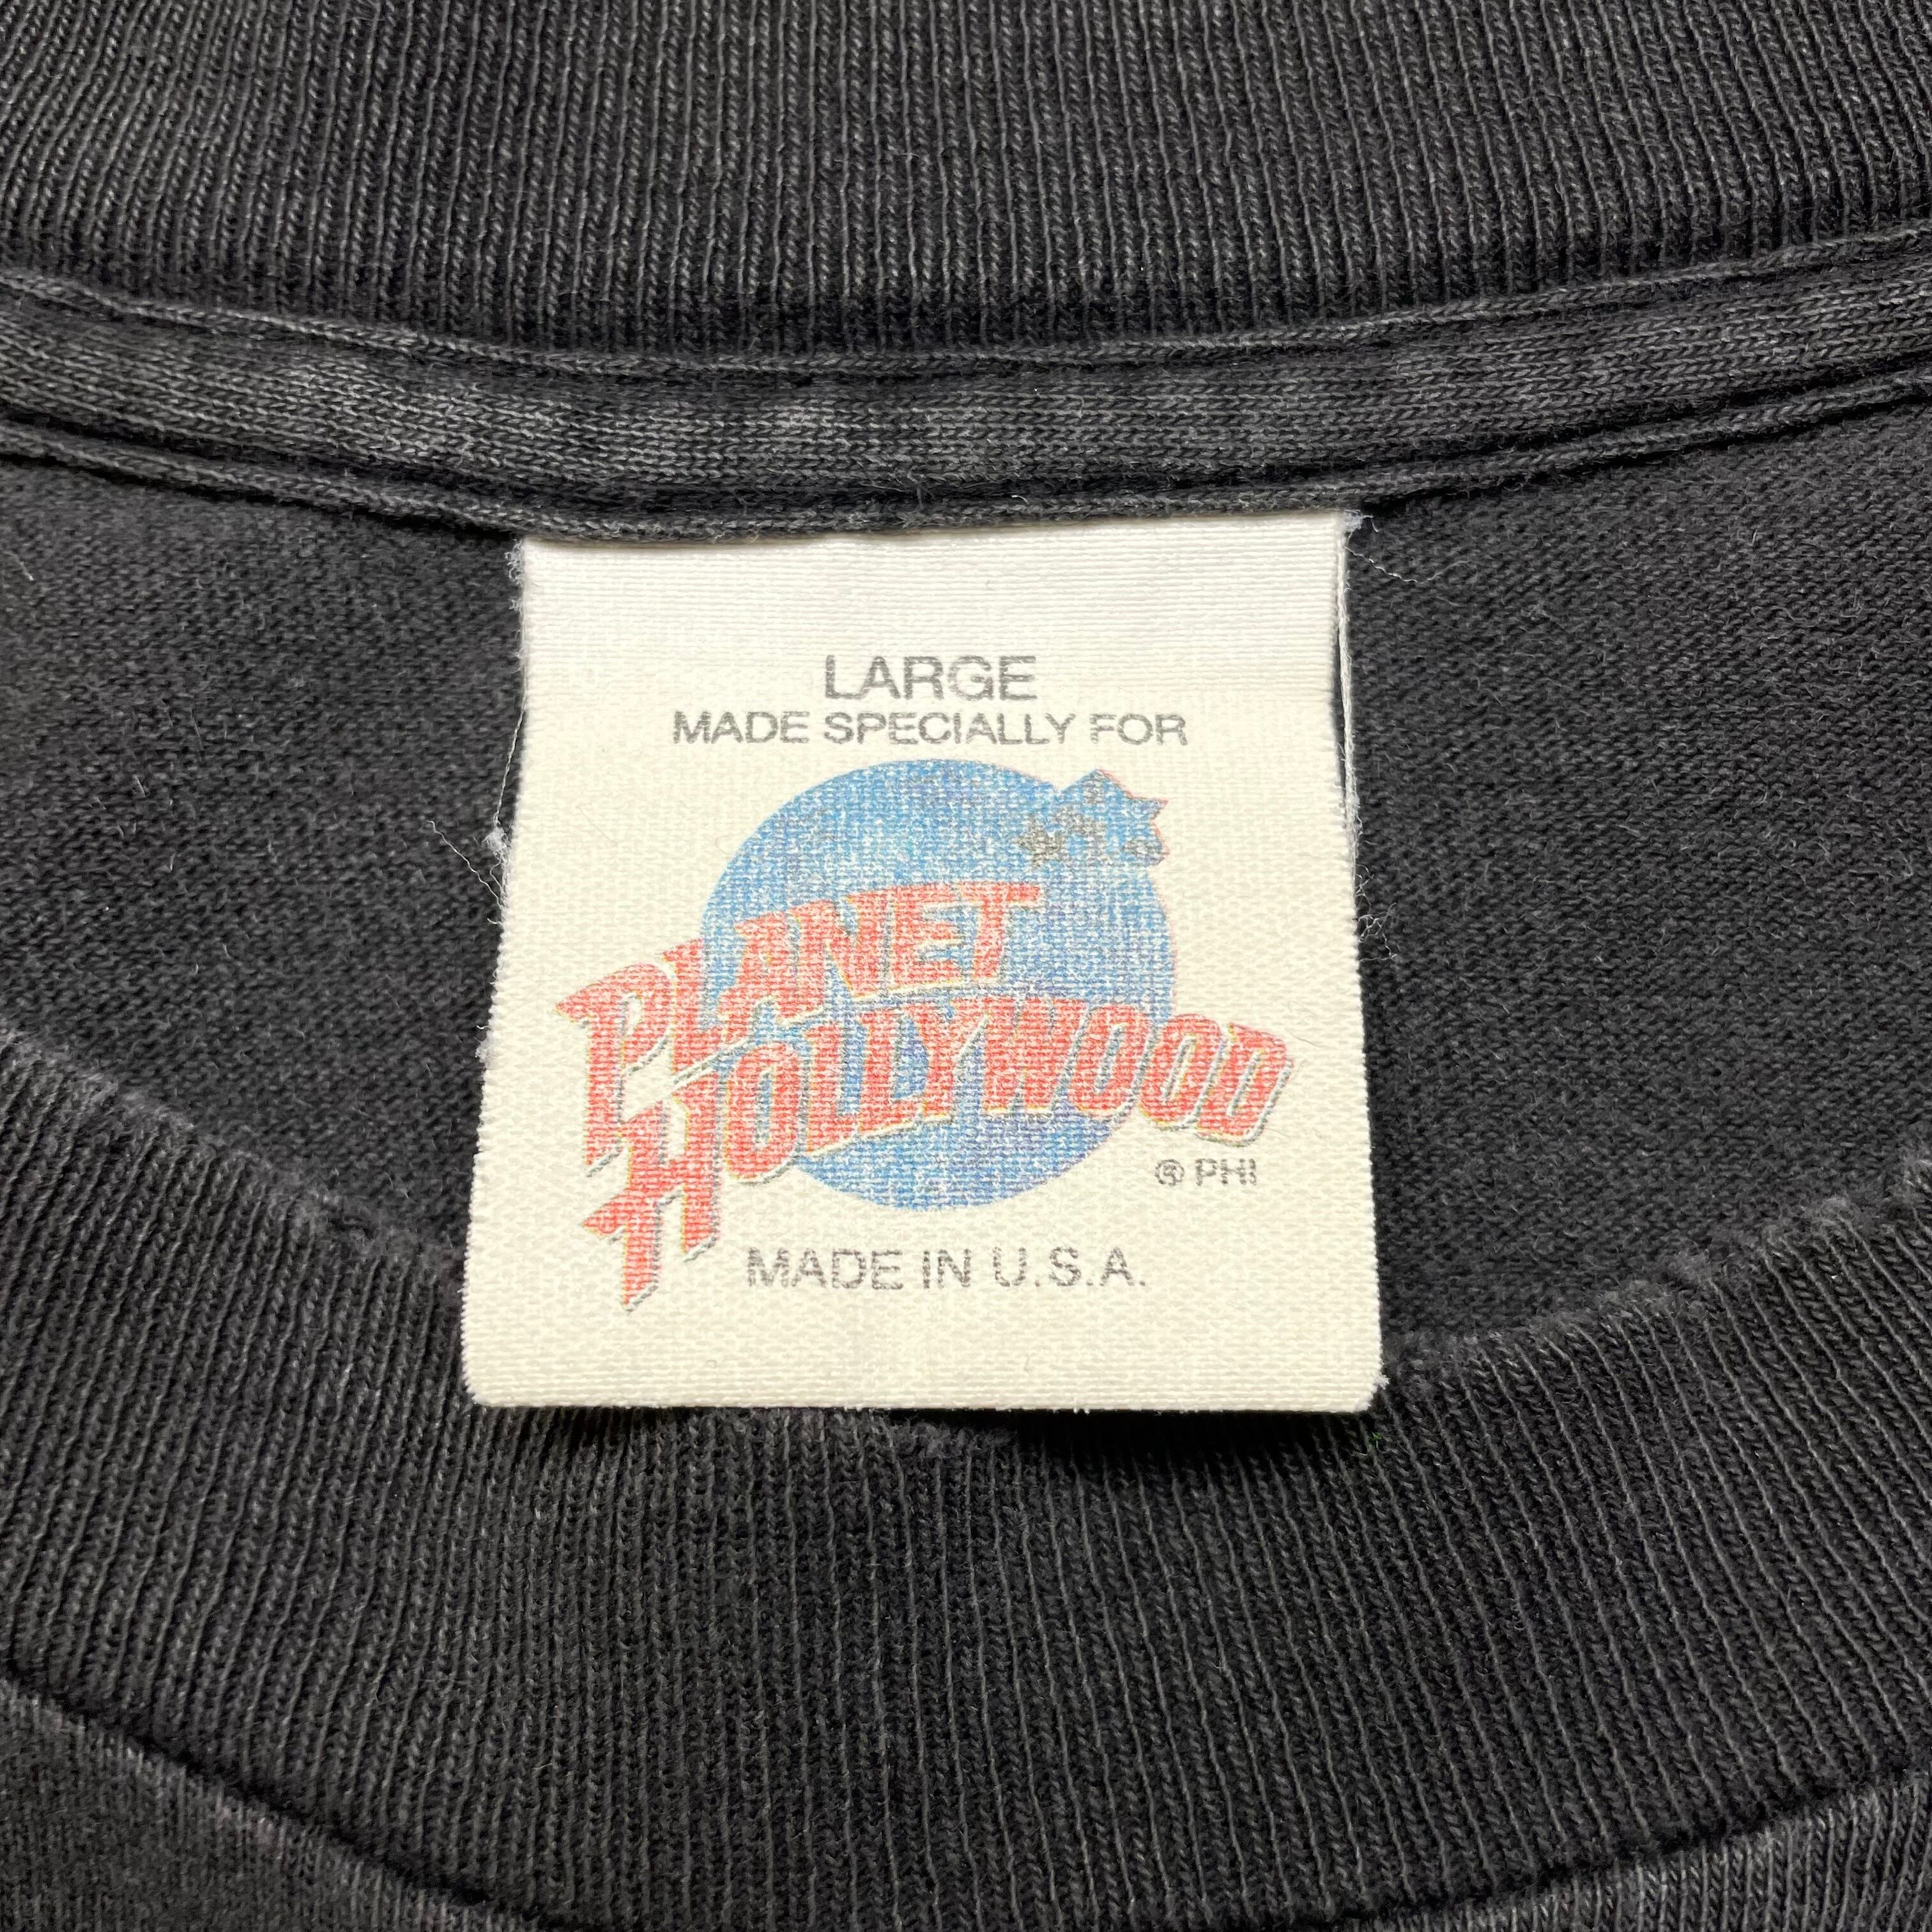 LARGE
MADE SPECIALLY FOR
PLANET
HOLLYWOOD
® PHI
MADE IN U.S.A.